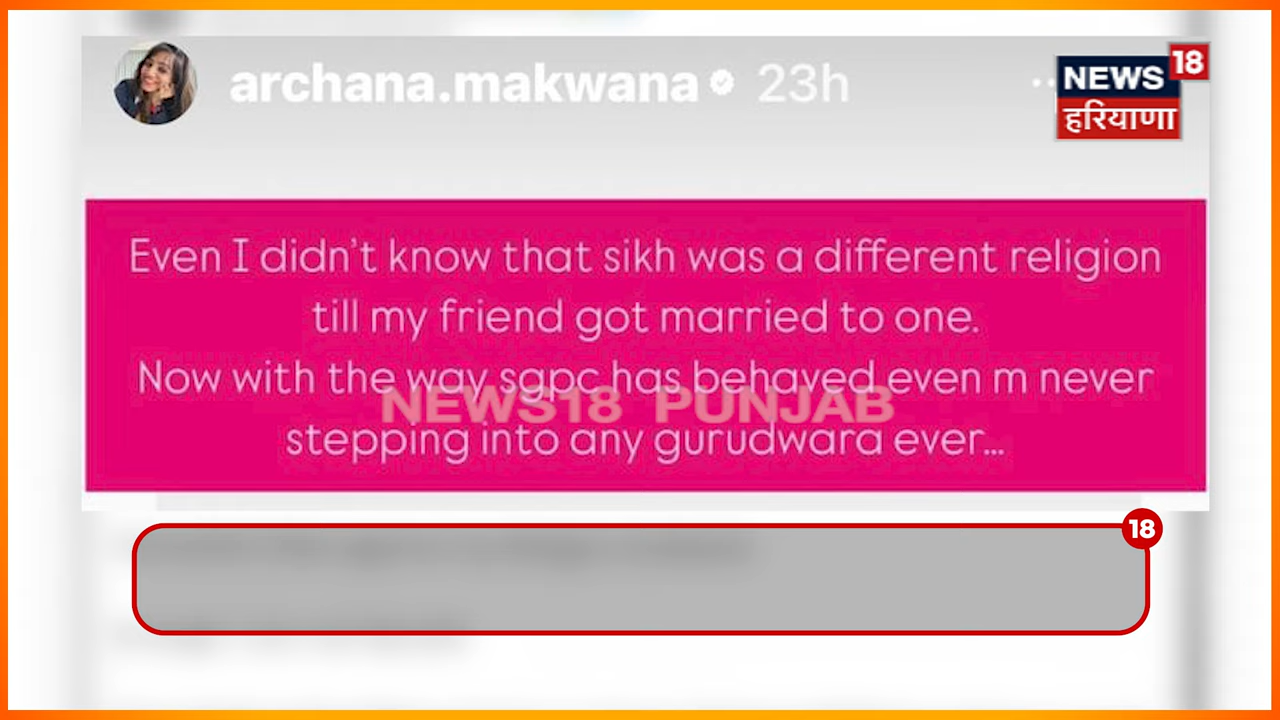 archana.makwana 23h
NEWS 18
हरियाणा
Even I didn't know that sikh was a different religion
till my friend got married to one.
Now with the way sgpc has behaved even m never
NEWS18 PUNJAB
stepping into any gurudwara ever...
18